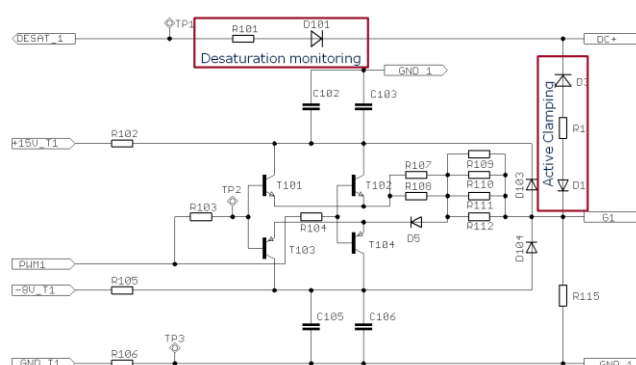 TP1
R101
D101
DESAT_1
DC+
Desaturation monitoring
GND_1
C102
C103
D3
+15V_T1
R102
R1
Active Clamping
R107
R109
T101
T102
TP2
R108
R110
D103
D1
R103
R104
R111
G1
R112
D5
T103
T104
D104
PWM1
-8V_T1
R105
R115
C105
C106
TP3
GND_T1
R106
GND_1